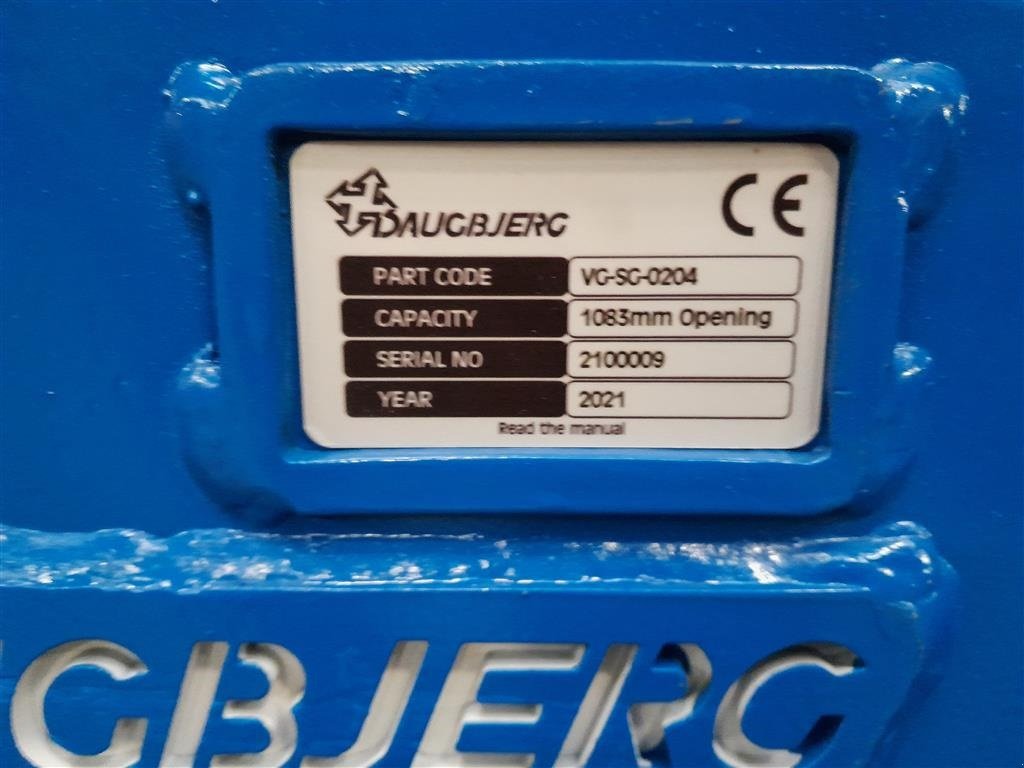 DAUGBJERG CE
PART CODE VG-SG-0204
CAPACITY 1083mm Opening
SERIAL NO 2100009
YEAR 2021
Read the manual
GBJERG